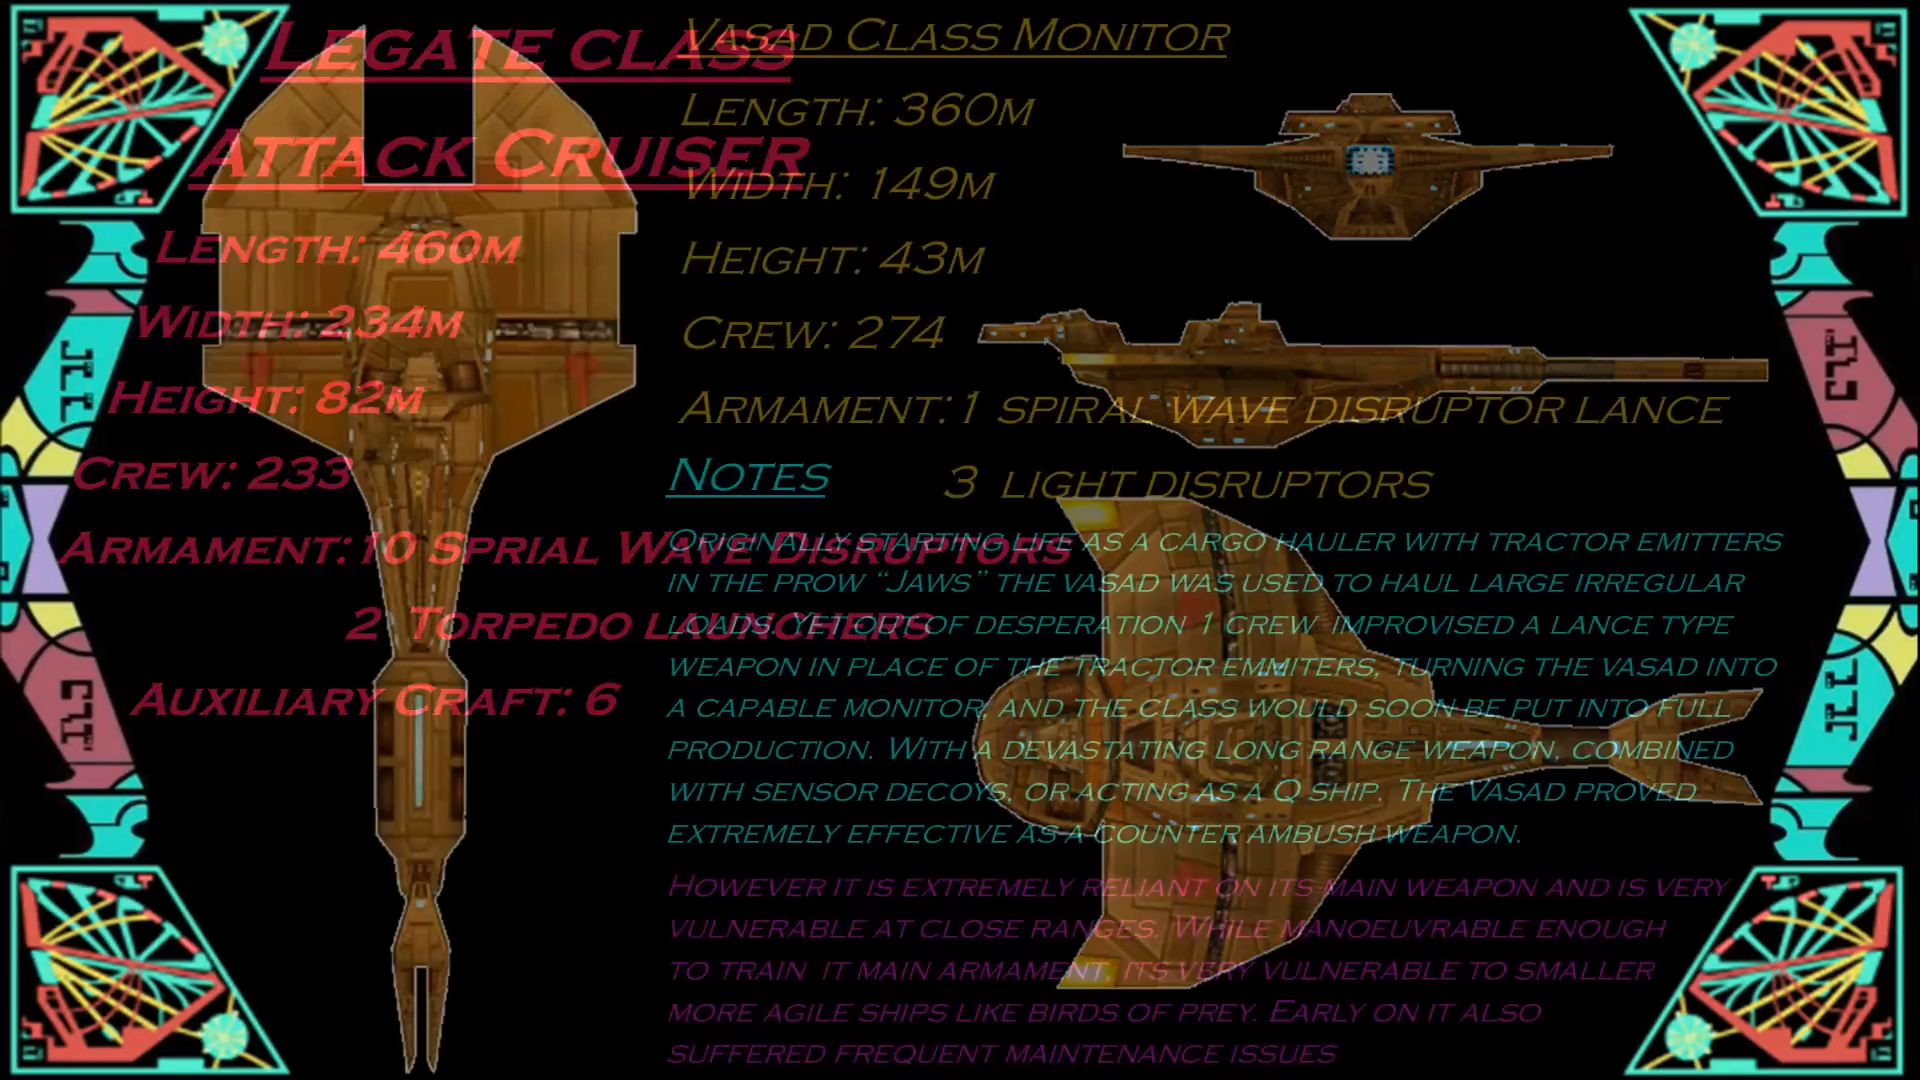 Legate class
Attack Cruiser
Length: 460m
Width: 234m
Height: 82m
Crew: 233
Armament: 10 Sprial Wave Disruptors
2 Torpedo launchers
Auxiliary Craft: 6
Vasad Class Monitor
Length: 360m
Width: 149m
Height: 43m
Crew: 274
Armament: 1 spiral wave disruptor lance
3 light disruptors
Notes
Originally starting life as a cargo hauler with tractor emitters
in the prow “Jaws” the vasad was used to haul large irregular
loads. Yet out of desperation 1 crew improvised a lance type
weapon in place of the tractor emmiters, turning the vasad into
a capable monitor, and the class would soon be put into full
production. With a devastating long range weapon, combined
with sensor decoys, or acting as a Q ship. The Vasad proved
extremely effective as a counter ambush weapon.
However it is extremely reliant on its main weapon and is very
vulnerable at close ranges. While manoeuvrable enough
to train it main armament, its very vulnerable to smaller
more agile ships like birds of prey. Early on it also
suffered frequent maintenance issues